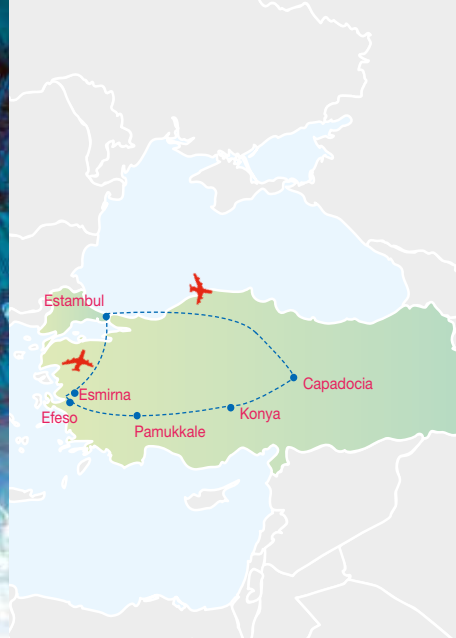 Estambul
Esmirna
Capadocia
Efeso
Konya
Pamukkale